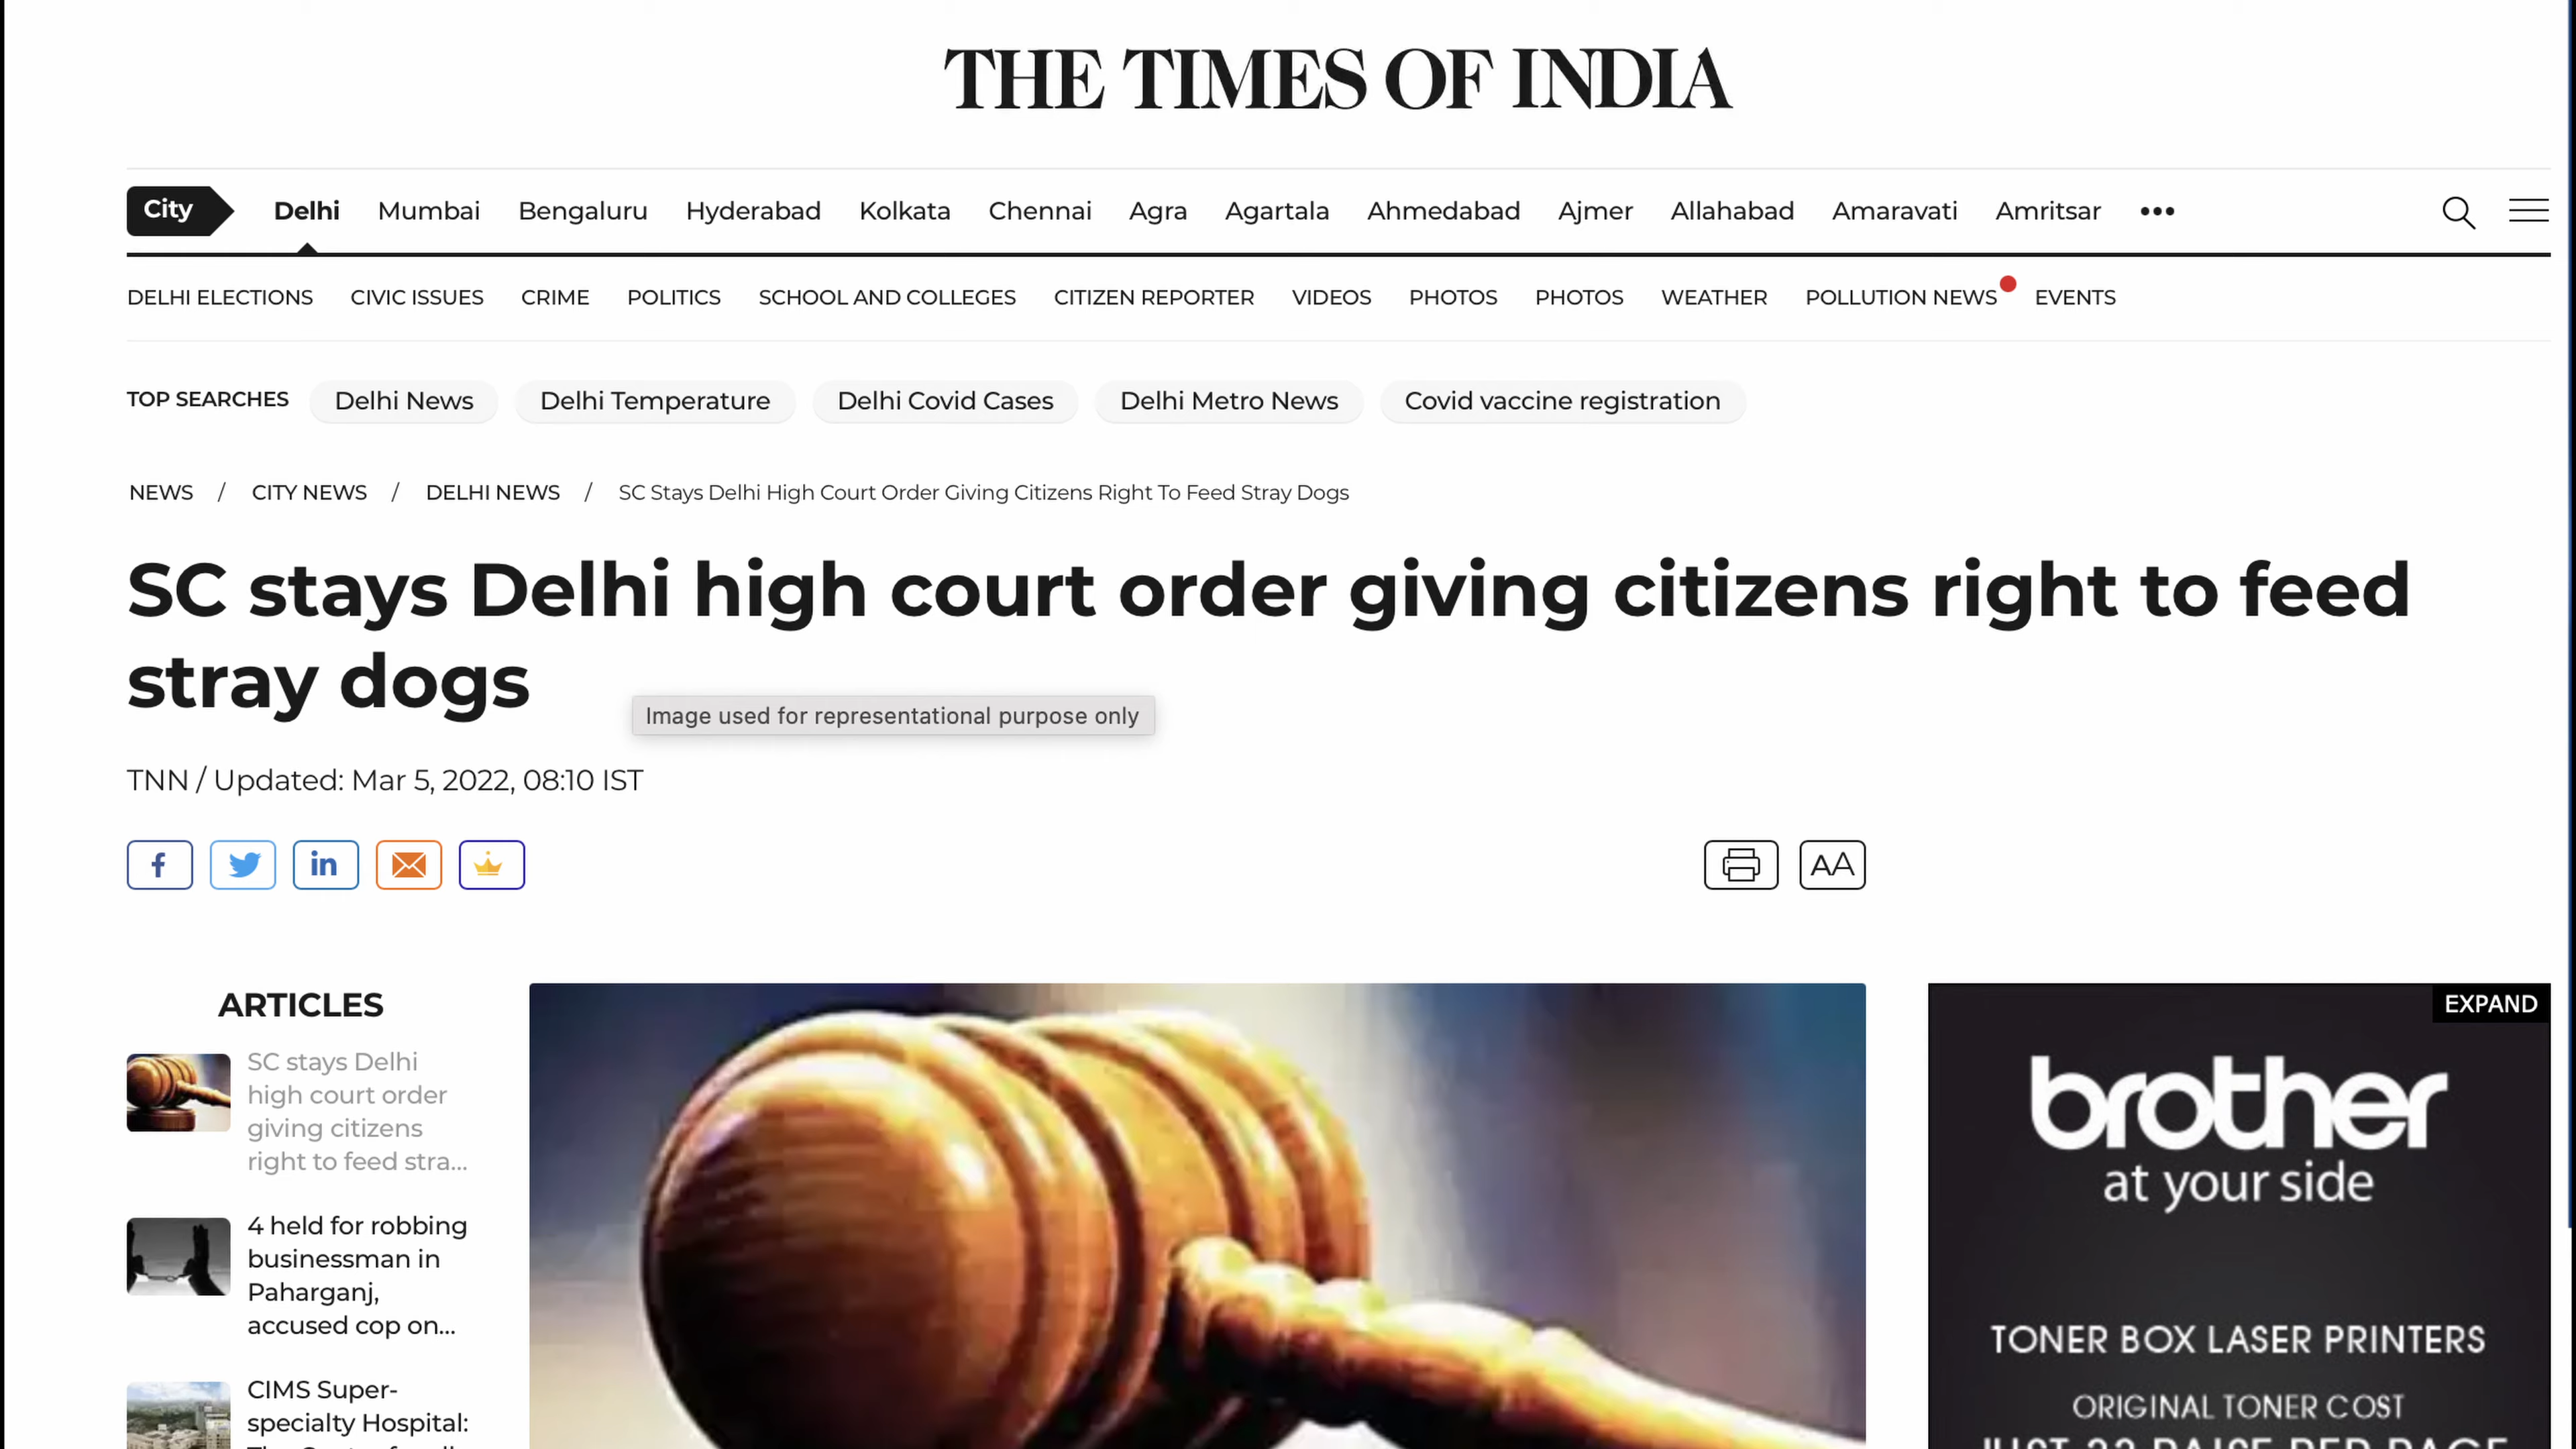 THE TIMES OF INDIA
City Delhi Mumbai Bengaluru Hyderabad Kolkata Chennai Agra Agartala Ahmedabad Ajmer Allahabad Amaravati Amritsar •••
DELHI ELECTIONS CIVIC ISSUES CRIME POLITICS SCHOOL AND COLLEGES CITIZEN REPORTER VIDEOS PHOTOS PHOTOS WEATHER POLLUTION NEWS EVENTS
TOP SEARCHES Delhi News Delhi Temperature Delhi Covid Cases Delhi Metro News Covid vaccine registration
NEWS / CITY NEWS / DELHI NEWS / SC Stays Delhi High Court Order Giving Citizens Right To Feed Stray Dogs
SC stays Delhi high court order giving citizens right to feed
stray dogs
Image used for representational purpose only
TNN / Updated: Mar 5, 2022, 08:10 IST
f in AA
ARTICLES
SC stays Delhi
high court order
giving citizens
right to feed stra...
4 held for robbing
businessman in
Paharganj,
accused cop on...
CIMS Super-
specialty Hospital:
EXPAND
brother
at your side
TONER BOX LASER PRINTERS
ORIGINAL TONER COST